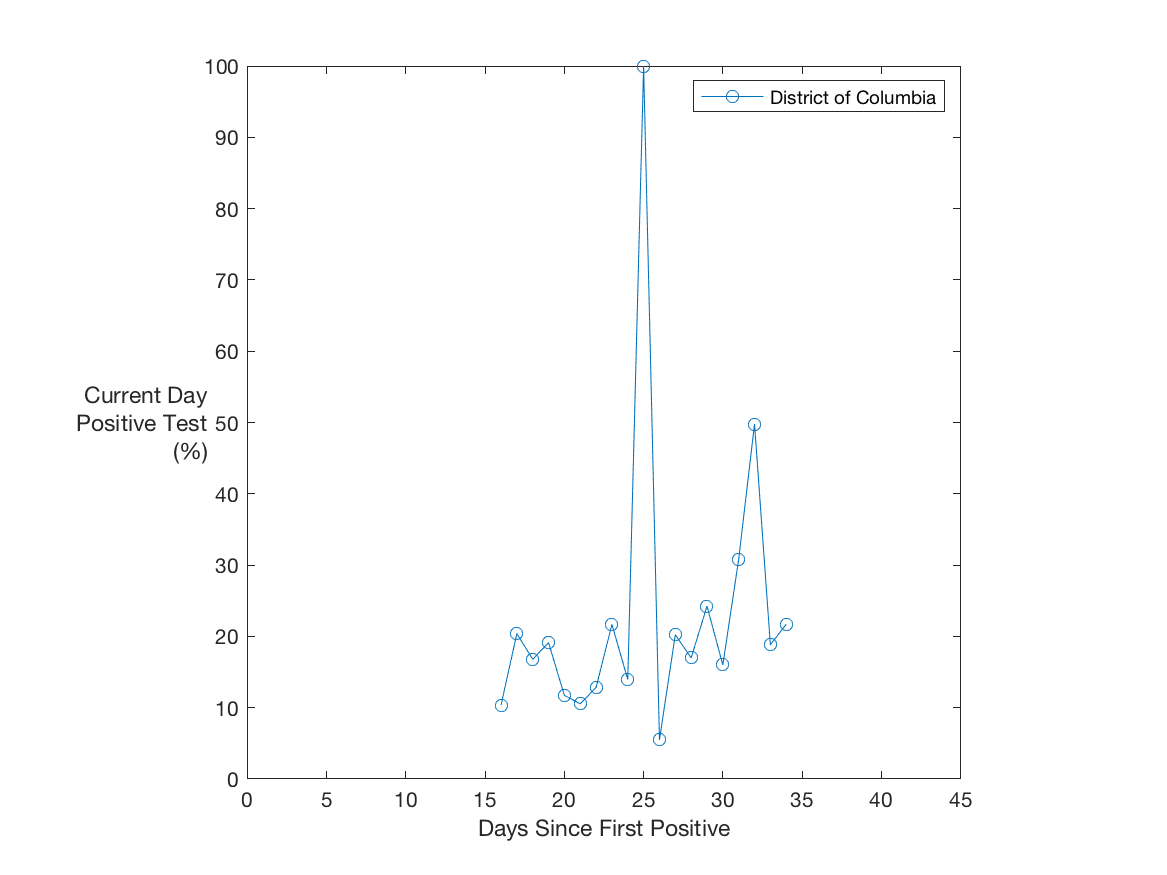 100
District of Columbia
90
80
70
60
Current Day
Positive Test
(%)
50
40
30
20
10
0
0 5 10 15 20 25 30 35 40 45
Days Since First Positive